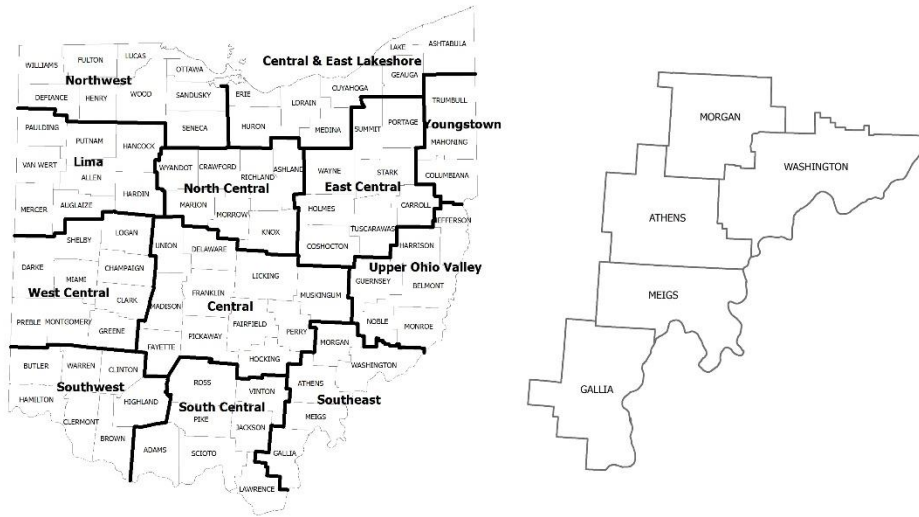 LAKE
ASHTABULA
LUCAS
FULTON
WILLIAMS
Central & East Lakeshore
GEAUGA
OTTAWA
Northwest
CUYAHOGA
DEFIANCE
HENRY
WOOD
SANDUSKY
ERIE
LORAIN
TRUMBULL
PORTAGE
SUMMIT
MEDINA
HURON
SENECA
PAULDING
Youngstown
PUTNAM
HANCOCK
MAHONING
VAN WERT
Lima
ALLEN
WYANDOT
CRAWFORD
RICHLAND
ASHLAND
WAYNE
STARK
COLUMBIANA
North Central
East Central
HARDIN
MERCER
AUGLAIZE
MARION
MORROW
HOLMES
CARROLL
JEFFERSON
KNOX
TUSCARAWAS
LOGAN
SHELBY
UNION
DELAWARE
COSHOCTON
HARRISON
DARKE
CHAMPAIGN
LICKING
Upper Ohio Valley
MIAMI
GUERNSEY
BELMONT
West Central
CLARK
MADISON
FRANKLIN
Central
MUSKINGUM
PREBLE
MONTGOMERY
GREENE
PICKAWAY
FAIRFIELD
PERRY
NOBLE
MONROE
FAYETTE
HOCKING
MORGAN
WASHINGTON
BUTLER
WARREN
CLINTON
ROSS
VINTON
ATHENS
Southwest
HAMILTON
HIGHLAND
South Central
Southeast
PIKE
MEIGS
CLERMONT
JACKSON
BROWN
ADAMS
SCIOTO
GALLIA
LAWRENCE
MORGAN
WASHINGTON
ATHENS
MEIGS
GALLIA